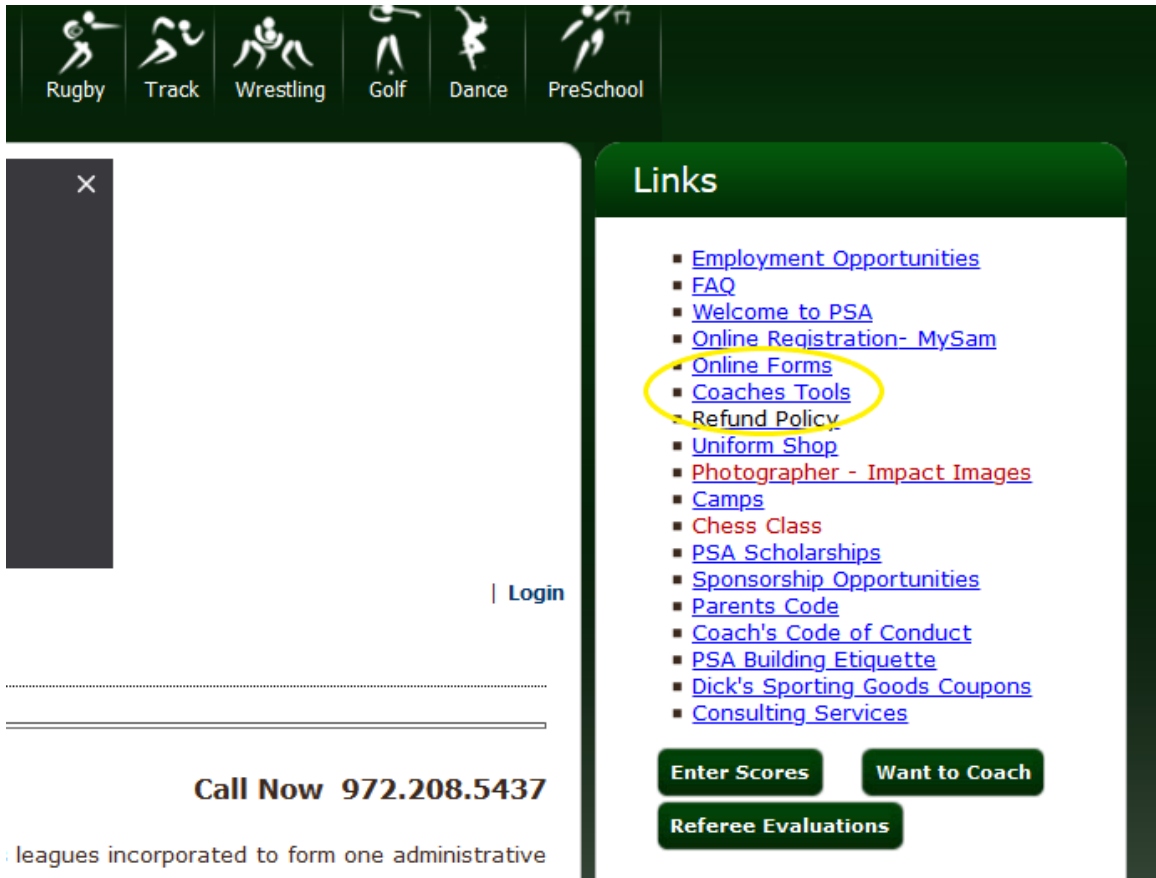 Rugby Track Wrestling Golf Dance PreSchool
Links
Employment Opportunities
FAQ
Welcome to PSA
Online Registration- MySam
Online Forms
Coaches Tools
Refund Policy
Uniform Shop
Photographer - Impact Images
Camps
Chess Class
PSA Scholarships
Sponsorship Opportunities
Parents Code
Coach's Code of Conduct
PSA Building Etiquette
Dick's Sporting Goods Coupons
Consulting Services
Enter Scores Want to Coach
Referee Evaluations
| Login
Call Now 972.208.5437
leagues incorporated to form one administrative